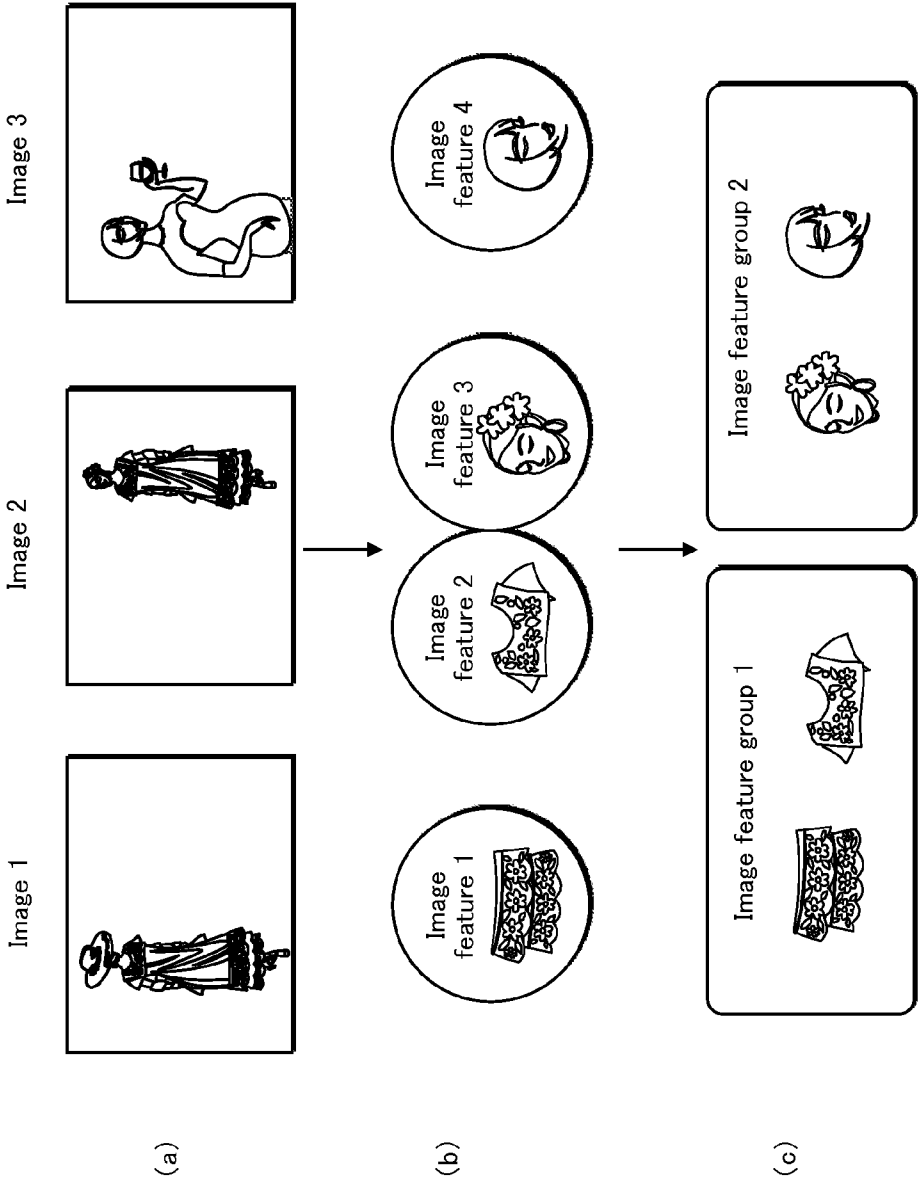 Image 1
Image 2
Image 3
(a)
Image
feature 1
Image
feature 2
Image
feature 3
Image
feature 4
(b)
Image feature group 1
Image feature group 2
(c)